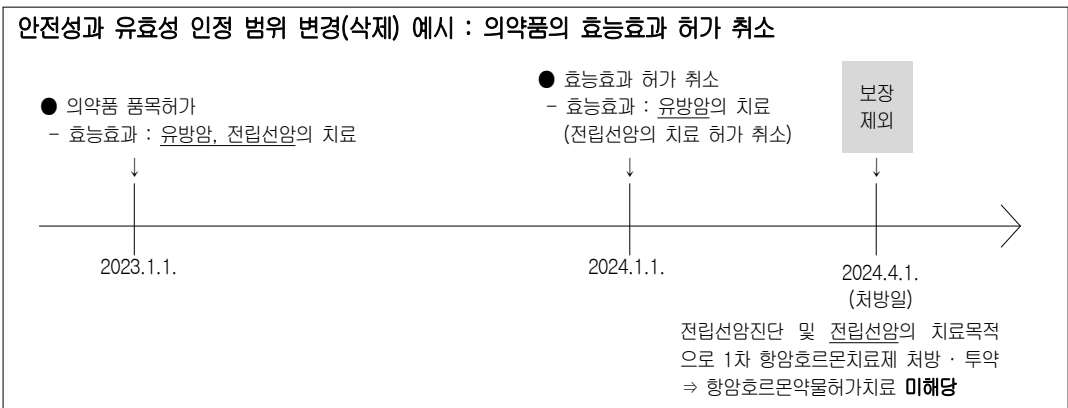 안전성과 유효성 인정 범위 변경(삭제) 예시 : 의약품의 효능효과 허가 취소
● 의약품 품목허가
- 효능효과 : 유방암, 전립선암의 치료
↓
2023.1.1.
● 효능효과 허가 취소
- 효능효과 : 유방암의 치료
(전립선암의 치료 허가 취소)
↓
2024.1.1.
보장
제외
↓
2024.4.1.
(처방일)
전립선암진단 및 전립선암의 치료목적
으로 1차 항암호르몬치료제 처방 · 투약
⇒ 항암호르몬약물허가치료 미해당